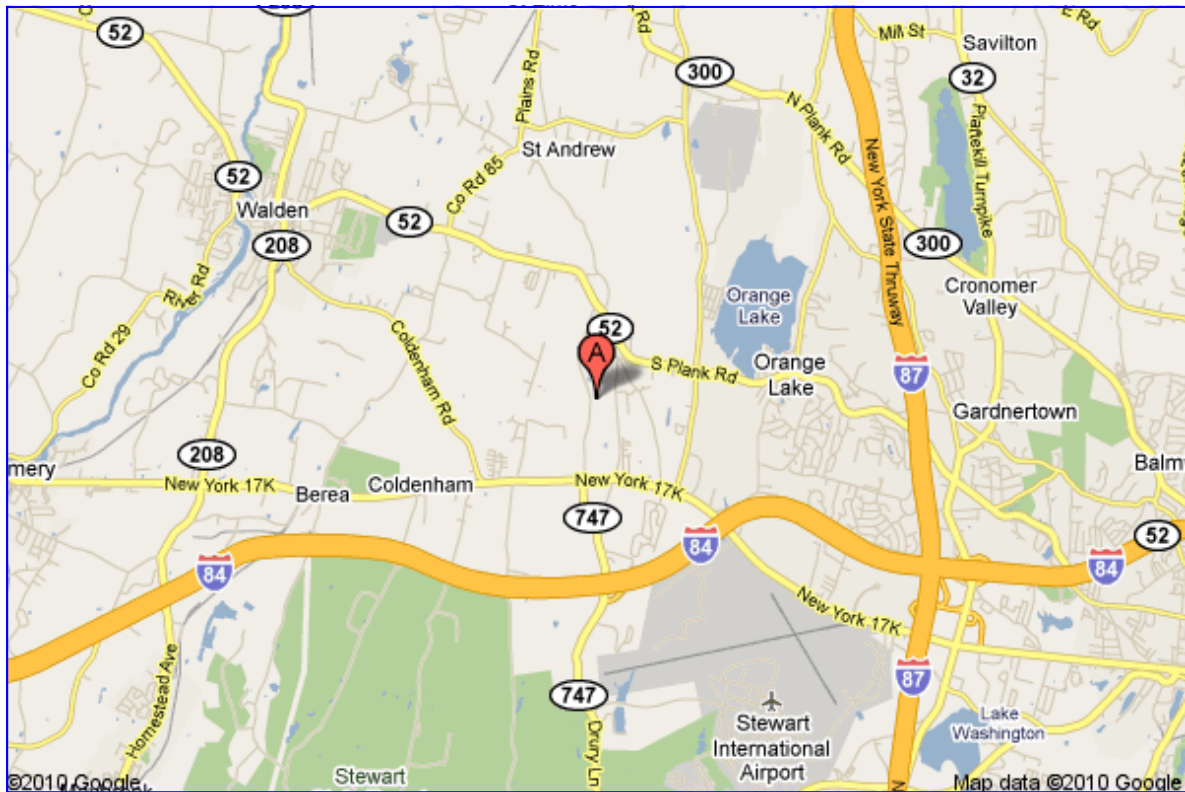 52
Mill St
Savilton
300
32
Plains Rd
N Plank Rd
Plattekill Turnpike
St Andrew
New York State Thruway
52
Co Rd 85
Walden
52
208
300
River Rd
Cronomer
Valley
Orange
Lake
Co Rd 29
Coldenham Rd
52
A
S Plank Rd
Orange
Lake
87
Gardnertown
208
mery
New York 17K
Berea
Coldenham
New York 17K
747
84
84
52
84
New York 17K
Homestead Ave
747
87
Drury Ln
Stewart
International
Airport
Lake
Washington
Stewart
©2010 Google
Map data ©2010 Google